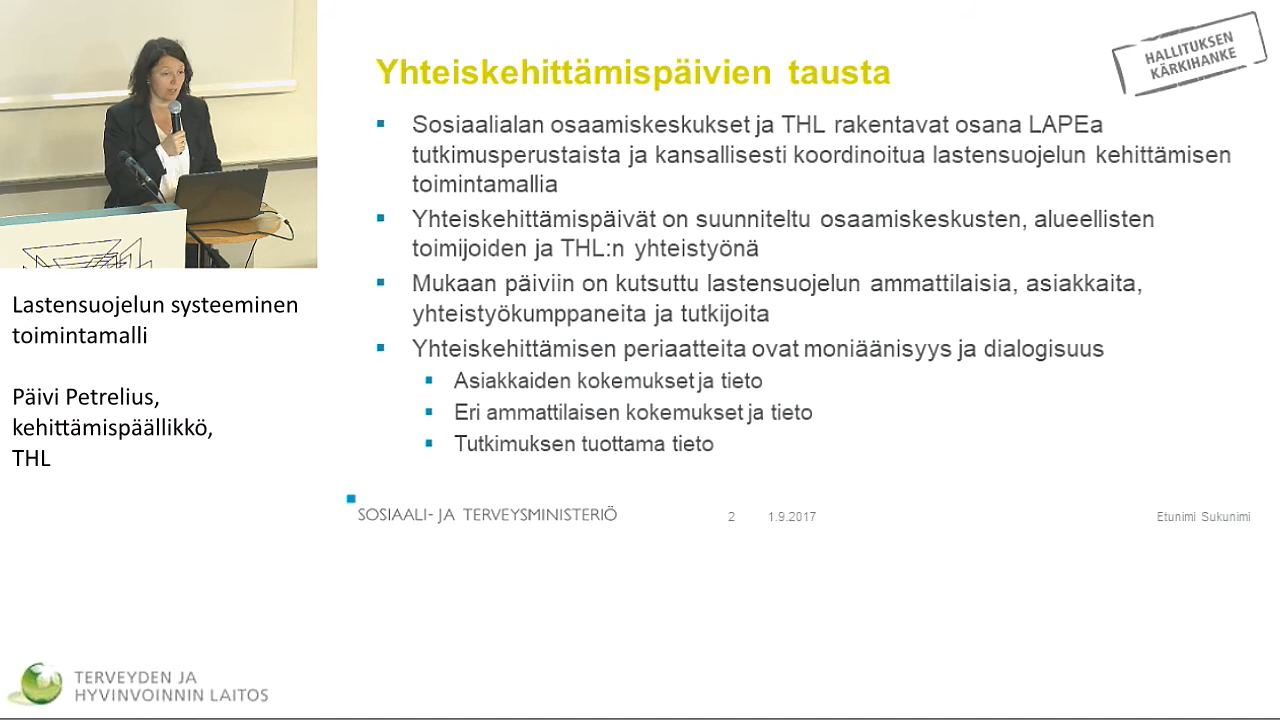 Yhteiskehittämispäivien tausta
HALLITUKSEN
KÄRKIHANKE
Sosiaalialan osaamiskeskukset ja THL rakentavat osana LAPEa
tutkimusperustaista ja kansallisesti koordinoitua lastensuojelun kehittämisen
toimintamallia
Yhteiskehittämispäivät on suunniteltu osaamiskeskusten, alueellisten
toimijoiden ja THL:n yhteistyönä
Mukaan päiviin on kutsuttu lastensuojelun ammattilaisia, asiakkaita,
yhteistyökumppaneita ja tutkijoita
Yhteiskehittämisen periaatteita ovat moniäänisyys ja dialogisuus
Asiakkaiden kokemukset ja tieto
Eri ammattilaisen kokemukset ja tieto
Tutkimuksen tuottama tieto
SOSIAALI- JA TERVEYSMINISTERIÖ
2 1.9.2017
Etunimi Sukunimi
Lastensuojelun systeeminen
toimintamalli
Päivi Petrelius,
kehittämispäällikkö,
THL
TERVEYDEN JA
HYVINVOINNIN LAITOS